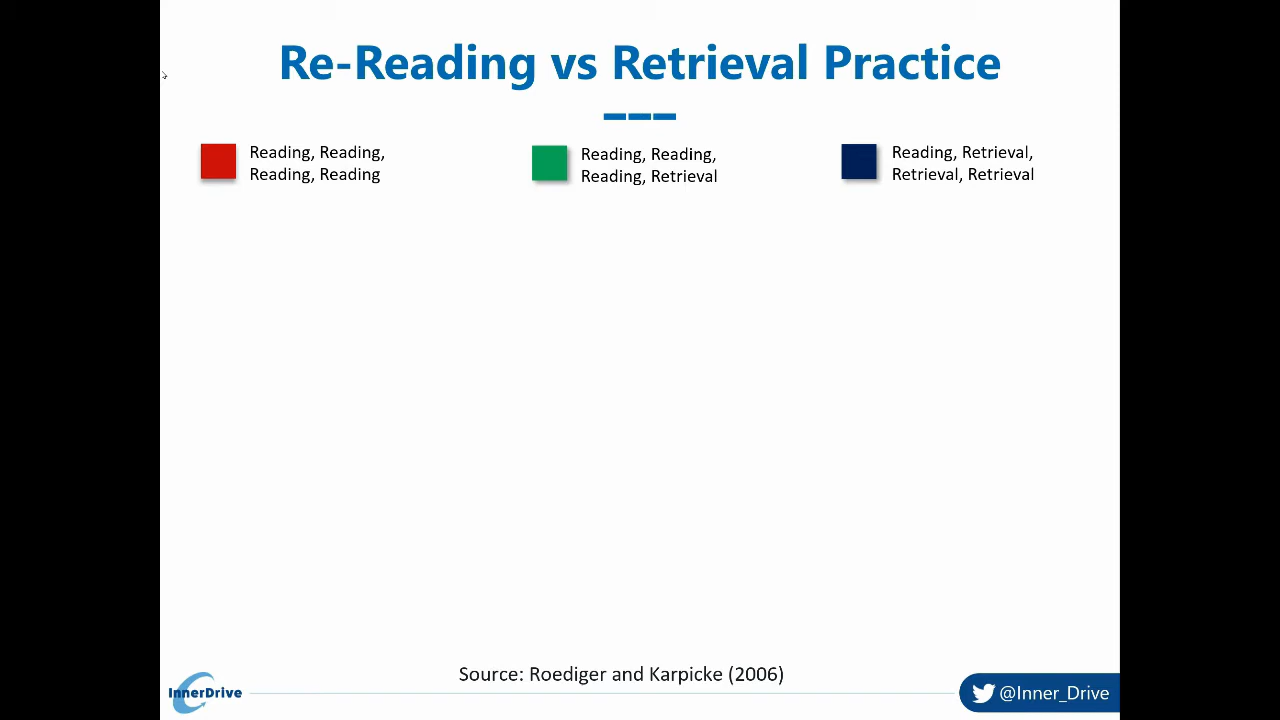 Re-Reading vs Retrieval Practice
Reading, Reading,
Reading, Reading
Reading, Reading,
Reading, Retrieval
Reading, Retrieval,
Retrieval, Retrieval
Source: Roediger and Karpicke (2006)
InnerDrive
@Inner_Drive